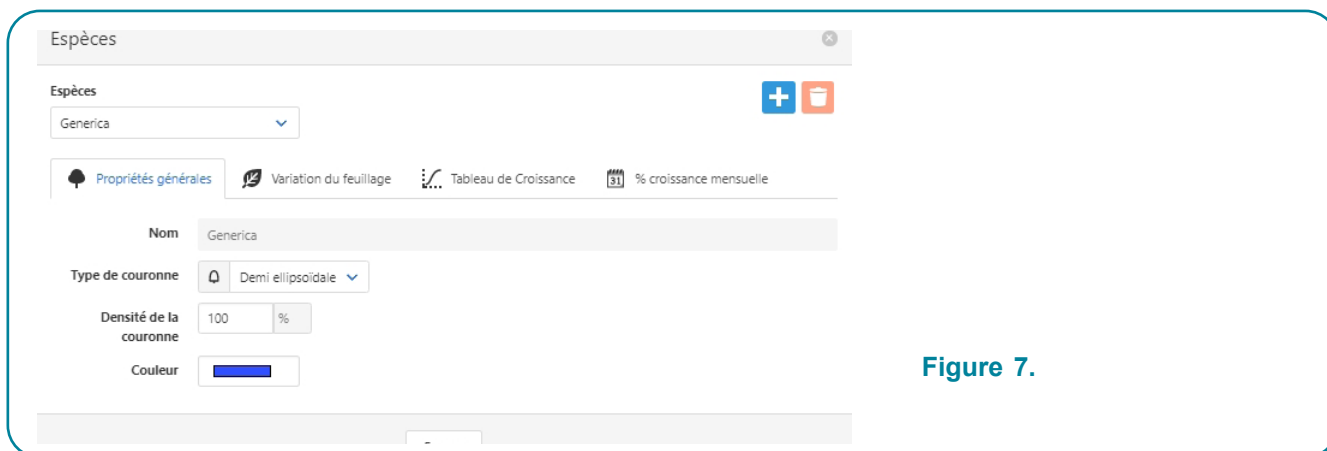 Espèces
Espèces
Generica
Propriétés générales Variation du feuillage Tableau de Croissance 31 % croissance mensuelle
Nom Generica
Type de couronne Demi ellipsoïdale
Densité de la couronne 100 %
Couleur
Figure 7.